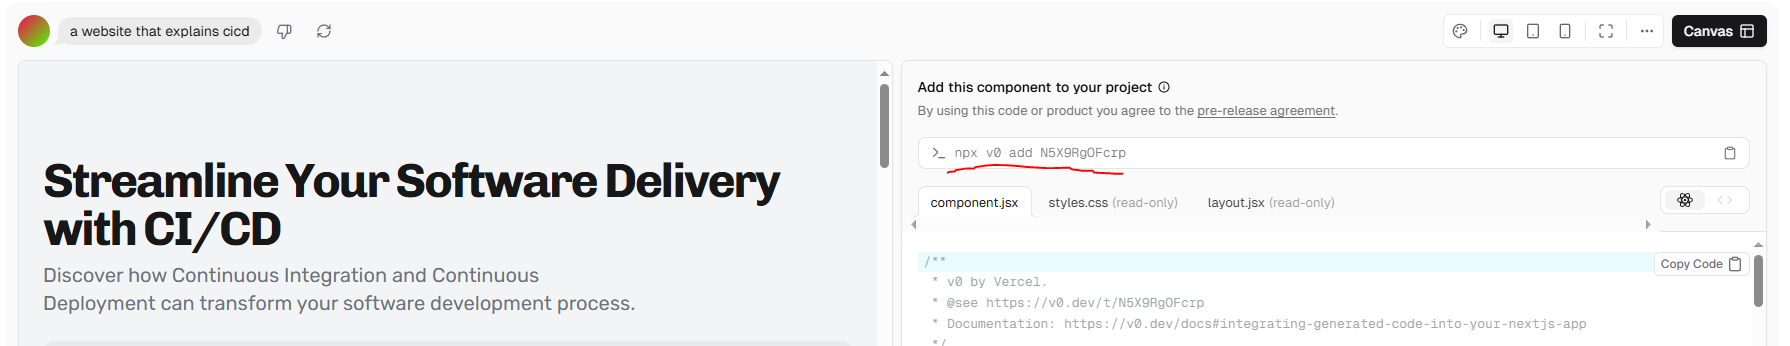 a website that explains cicd
Canvas
Streamline Your Software Delivery
with CI/CD
Discover how Continuous Integration and Continuous
Deployment can transform your software development process.
Add this component to your project
By using this code or product you agree to the pre-release agreement.
npx v0 add N5X9RgOFcrp
component.jsx styles.css (read-only) layout.jsx (read-only)
Copy Code
/**
* v0 by Vercel.
* @see https://v0.dev/t/N5X9RgOFcrp
* Documentation: https://v0.dev/docs#integrating-generated-code-into-your-nextjs-app
*/